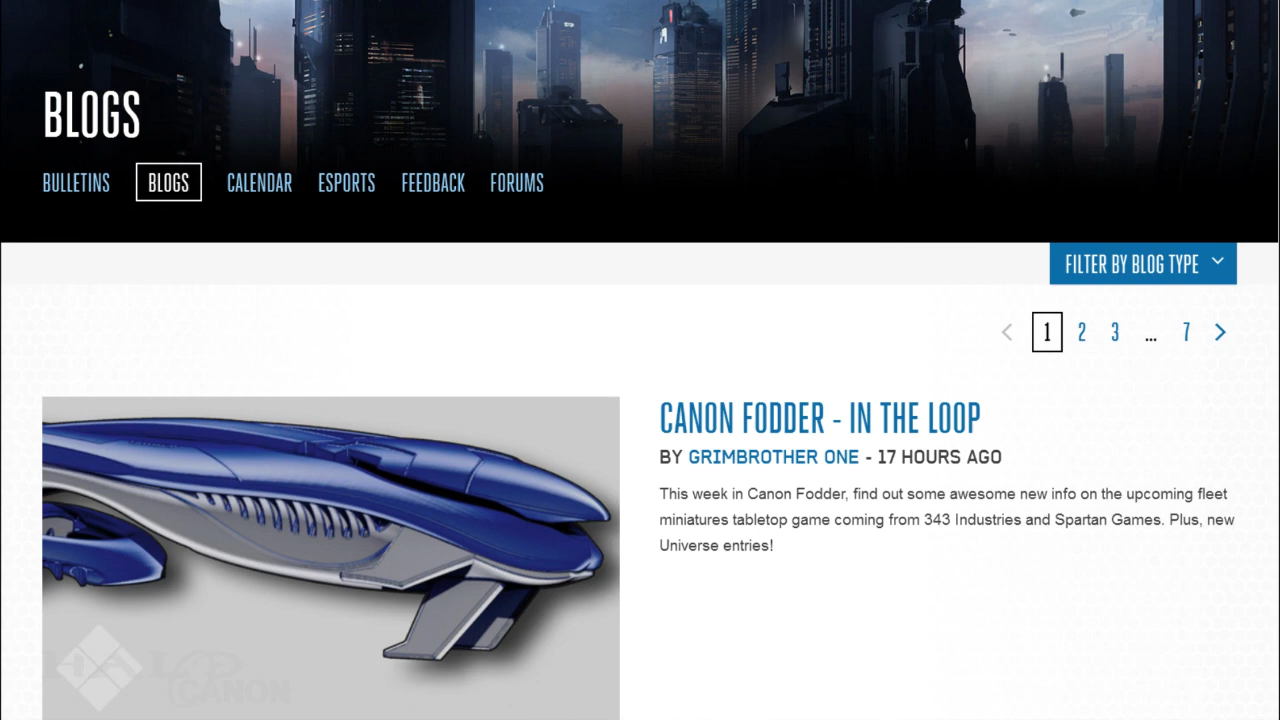 BLOGS
BULLETINS BLOGS CALENDAR ESPORTS FEEDBACK FORUMS
FILTER BY BLOG TYPE
1 2 3 ... 7
CANON FODDER - IN THE LOOP
BY GRIMBROTHER ONE - 17 HOURS AGO
This week in Canon Fodder, find out some awesome new info on the upcoming fleet
miniatures tabletop game coming from 343 Industries and Spartan Games. Plus, new
Universe entries!
HALO
CANON